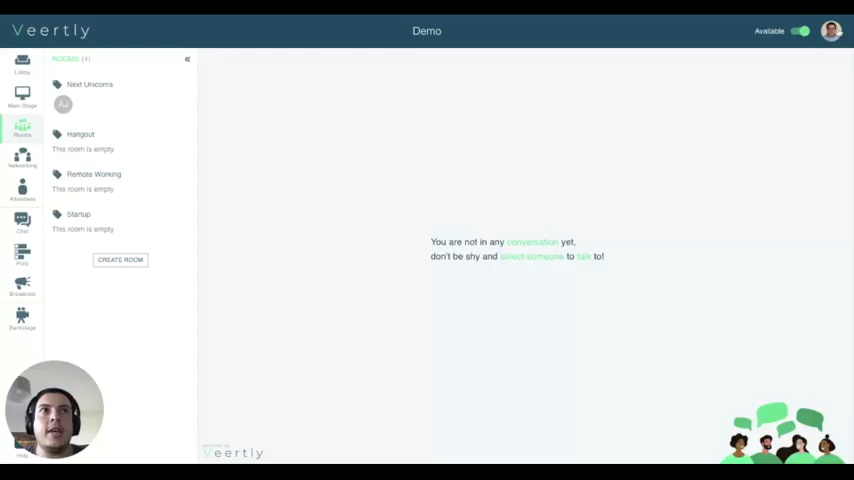 Veertly
Demo
Available
Lobby
Main Stage
Rooms
Networking
Attendees
Chat
Polls
Broadcast
Backstage
Help
ROOMS (4)
«
Next Unicorns
AJ
Hangout
This room is empty
Remote Working
This room is empty
Startup
This room is empty
CREATE ROOM
You are not in any conversation yet,
don't be shy and select someone to talk to!
powered by
Veertly